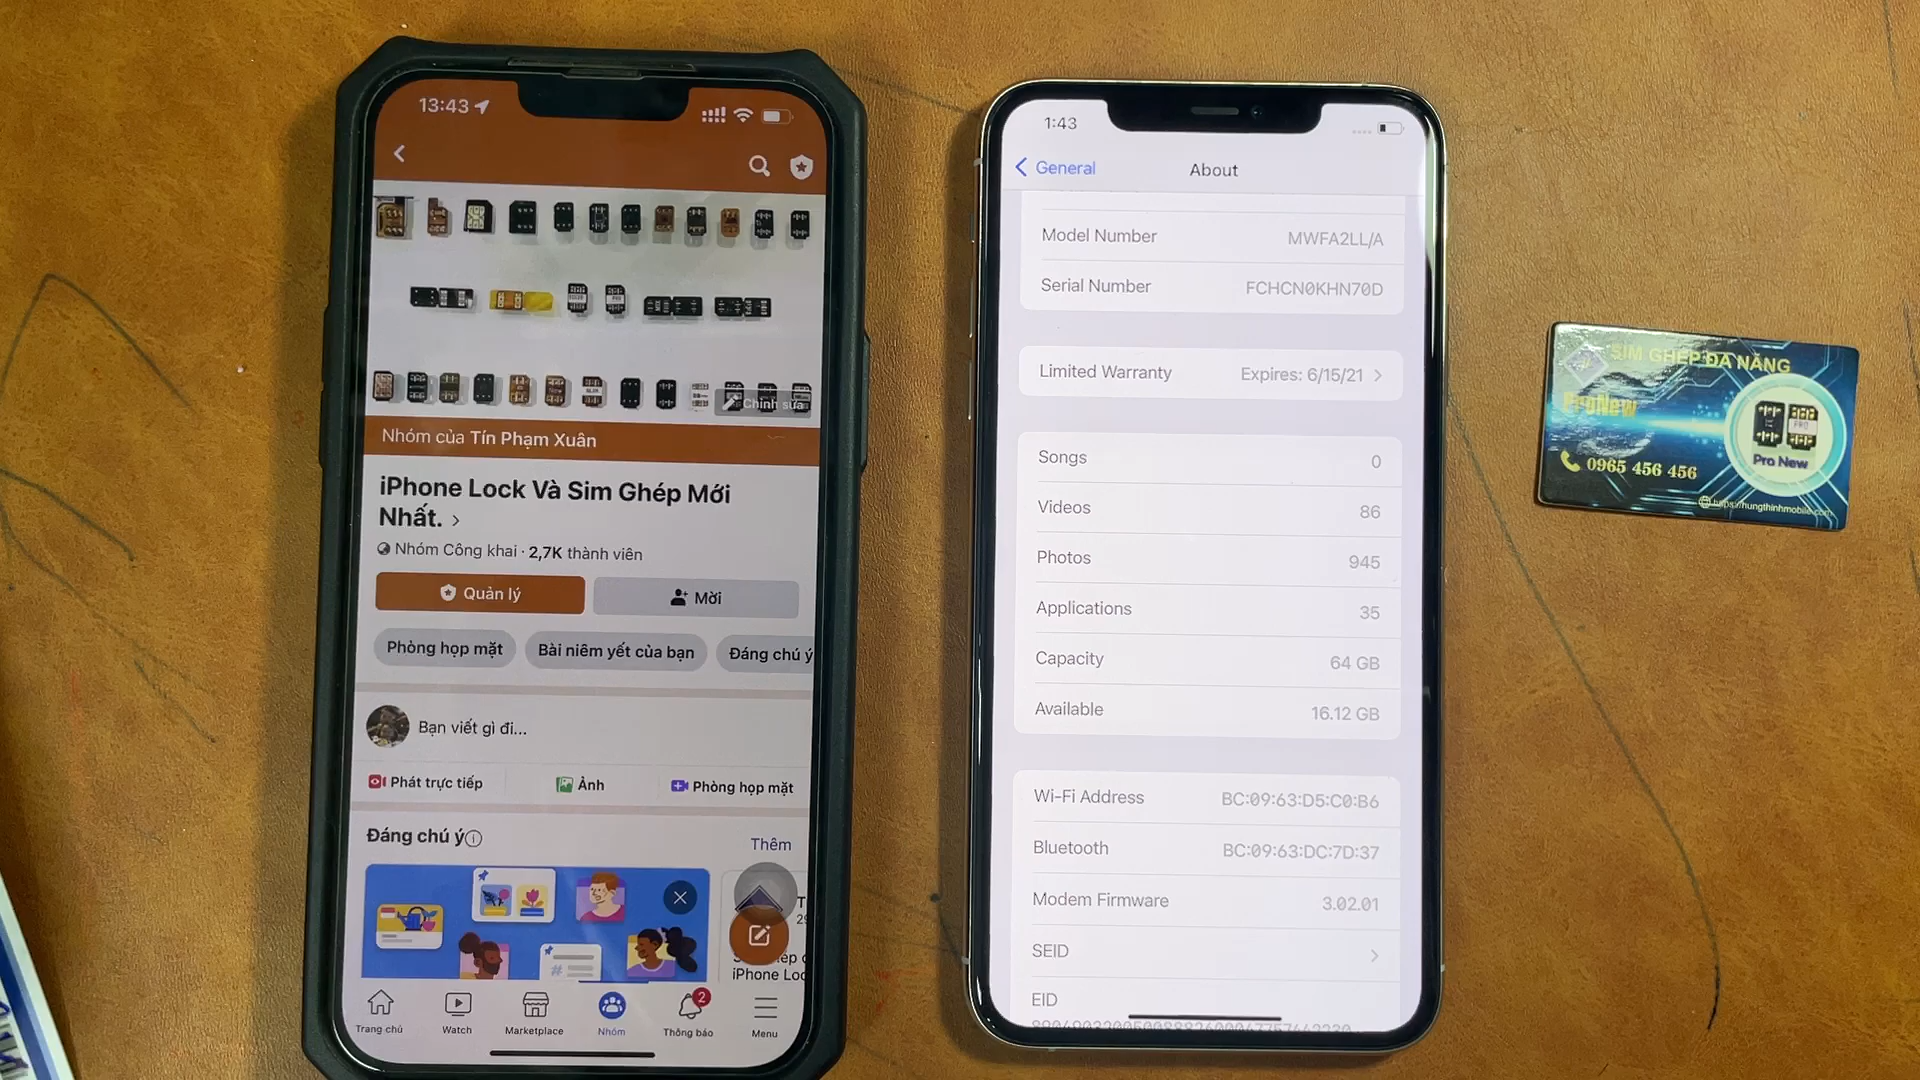 13:43
Chỉnh sửa
Nhóm của Tín Phạm Xuân
iPhone Lock Và Sim Ghép Mới
Nhất. >
Nhóm Công khai · 2,7K thành viên
Quản lý
Mời
Phòng họp mặt
Bài niêm yết của bạn
Đáng chú ý
Bạn viết gì đi...
Phát trực tiếp
Ảnh
Phòng họp mặt
Đáng chú ý
Thêm
iPhone Loc
Trang chủ
Watch
Marketplace
Nhóm
2
Thông báo
Menu
1:43
General
About
Model Number MWFA2LL/A
Serial Number FCHCN0KHN70D
Limited Warranty Expires: 6/15/21 >
Songs 0
Videos 86
Photos 945
Applications 35
Capacity 64 GB
Available 16.12 GB
Wi-Fi Address BC:09:63:D5:C0:B6
Bluetooth BC:09:63:DC:7D:37
Modem Firmware 3.02.01
SEID >
EID
SIM GHÉP ĐÀ NẴNG
ProNew
PRO
Pro New
0965 456 456
https://hungthinhmobile.com